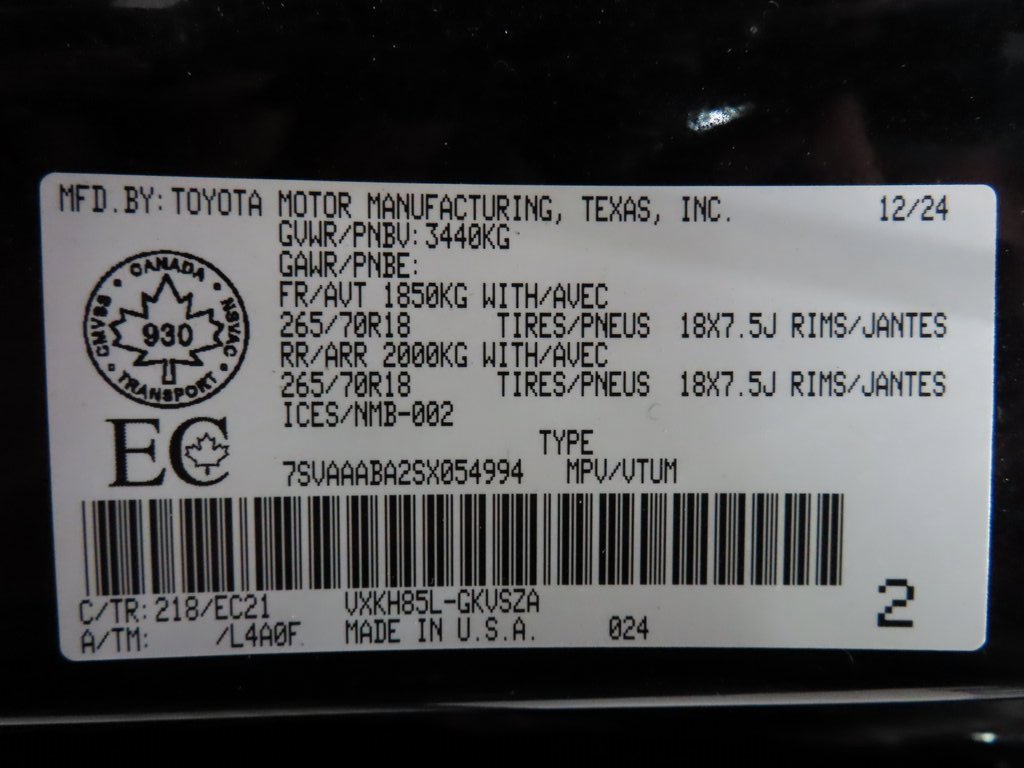 MFD.BY: TOYOTA MOTOR MANUFACTURING, TEXAS, INC. 12/24
GVWR/PNBV: 3440KG
GAWR/PNBE:
FR/AVT 1850KG WITH/AVEC
265/70R18 TIRES/PNEUS 18X7.5J RIMS/JANTES
RR/ARR 2000KG WITH/AVEC
265/70R18 TIRES/PNEUS 18X7.5J RIMS/JANTES
ICES/NMB-002
CANADA
CMVSS
930
NSVAC
TRANSPORT
EC
TYPE
7SVAAABA2SX054994 MPV/VTUM
C/TR: 218/EC21 VXKH85L-GKVSZA
A/TM: /L4A0F MADE IN U.S.A. 024
2